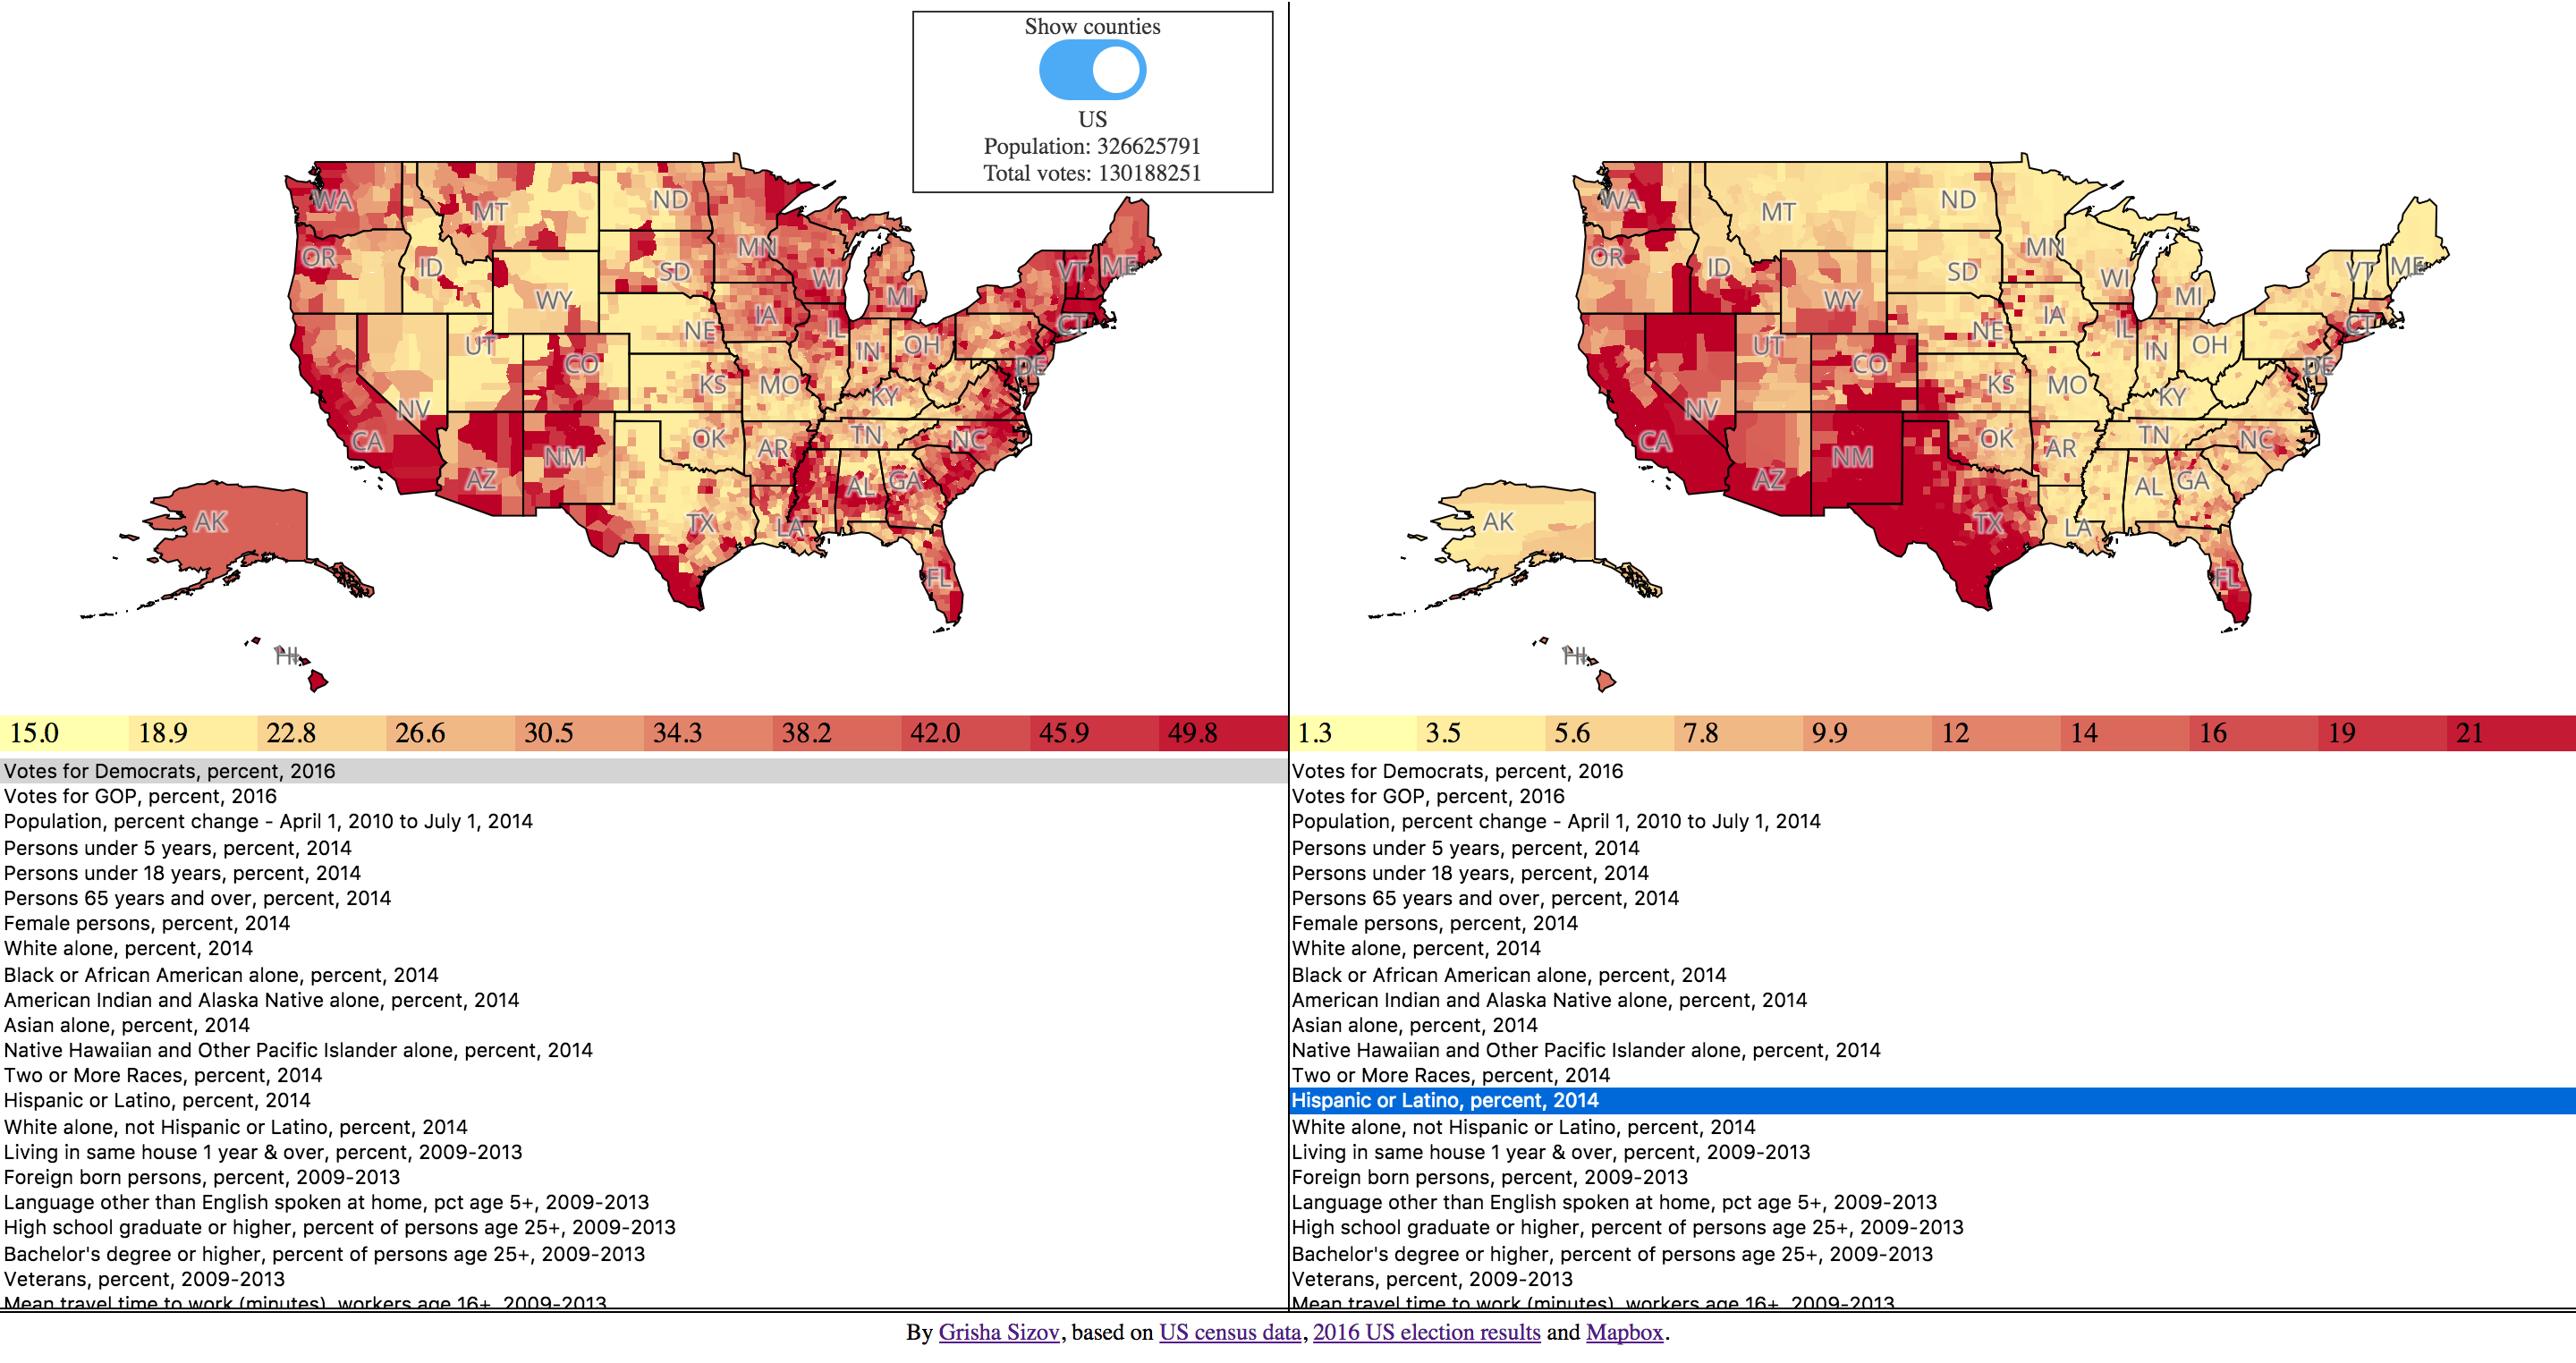 Show counties
US
Population: 326625791
Total votes: 130188251
WA
MT
ND
OR
ID
MN
SD
WI
VT
ME
WY
MI
NE
IA
IL
CT
UT
CO
IN
OH
DE
NV
KS
MO
KY
CA
OK
TN
NC
AZ
NM
AR
AL
GA
TX
LA
AK
FL
HI
WA
MT
ND
OR
ID
MN
SD
WI
VT
ME
WY
MI
NE
IA
IL
CT
UT
CO
IN
OH
DE
NV
KS
MO
KY
CA
OK
TN
NC
AZ
NM
AR
AL
GA
TX
LA
AK
FL
HI
15.0 18.9 22.8 26.6 30.5 34.3 38.2 42.0 45.9 49.8
1.3 3.5 5.6 7.8 9.9 12 14 16 19 21
Votes for Democrats, percent, 2016
Votes for GOP, percent, 2016
Population, percent change - April 1, 2010 to July 1, 2014
Persons under 5 years, percent, 2014
Persons under 18 years, percent, 2014
Persons 65 years and over, percent, 2014
Female persons, percent, 2014
White alone, percent, 2014
Black or African American alone, percent, 2014
American Indian and Alaska Native alone, percent, 2014
Asian alone, percent, 2014
Native Hawaiian and Other Pacific Islander alone, percent, 2014
Two or More Races, percent, 2014
Hispanic or Latino, percent, 2014
White alone, not Hispanic or Latino, percent, 2014
Living in same house 1 year & over, percent, 2009-2013
Foreign born persons, percent, 2009-2013
Language other than English spoken at home, pct age 5+, 2009-2013
High school graduate or higher, percent of persons age 25+, 2009-2013
Bachelor's degree or higher, percent of persons age 25+, 2009-2013
Veterans, percent, 2009-2013
Mean travel time to work (minutes), workers age 16+, 2009-2013
Votes for Democrats, percent, 2016
Votes for GOP, percent, 2016
Population, percent change - April 1, 2010 to July 1, 2014
Persons under 5 years, percent, 2014
Persons under 18 years, percent, 2014
Persons 65 years and over, percent, 2014
Female persons, percent, 2014
White alone, percent, 2014
Black or African American alone, percent, 2014
American Indian and Alaska Native alone, percent, 2014
Asian alone, percent, 2014
Native Hawaiian and Other Pacific Islander alone, percent, 2014
Two or More Races, percent, 2014
Hispanic or Latino, percent, 2014
White alone, not Hispanic or Latino, percent, 2014
Living in same house 1 year & over, percent, 2009-2013
Foreign born persons, percent, 2009-2013
Language other than English spoken at home, pct age 5+, 2009-2013
High school graduate or higher, percent of persons age 25+, 2009-2013
Bachelor's degree or higher, percent of persons age 25+, 2009-2013
Veterans, percent, 2009-2013
Mean travel time to work (minutes), workers age 16+, 2009-2013
By Grisha Sizov, based on US census data, 2016 US election results and Mapbox.